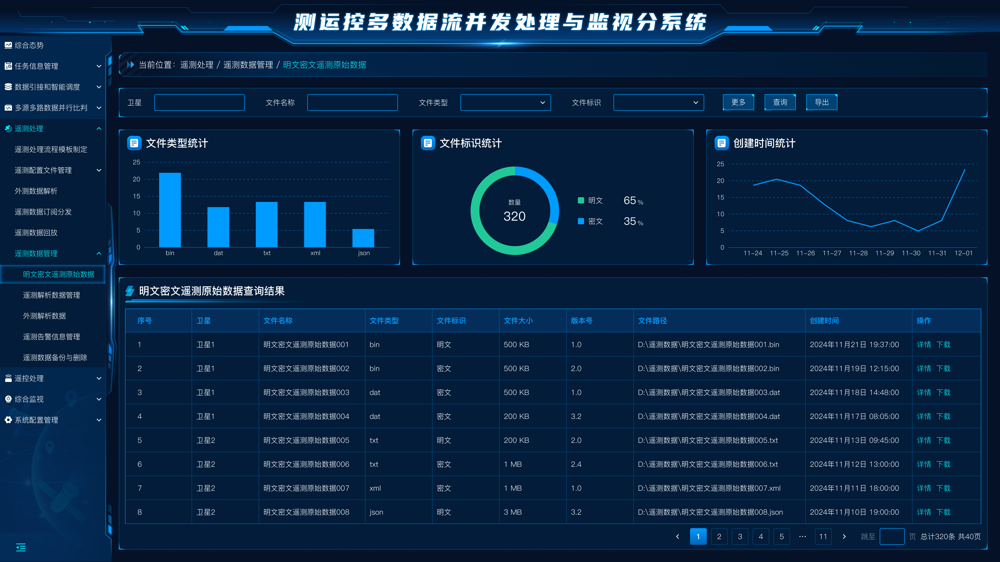 测运控多数据流并发处理与监视分系统
综合态势
任务信息管理
数据引接和智能调度
多源多路数据并行比判
遥测处理
遥测处理流程模板制定
遥测配置文件管理
外测数据解析
遥测数据订阅分发
遥测数据回放
遥测数据管理
明文密文遥测原始数据
遥测解析数据管理
外测解析数据
遥测告警信息管理
遥测数据备份与删除
遥控处理
综合监视
系统配置管理
当前位置： 遥测处理 / 遥测数据管理 / 明文密文遥测原始数据
卫星 文件名称 文件类型 文件标识 更多 查询 导出
文件类型统计
25
20
15
10
5
0
bin dat txt xml json
文件标识统计
数量
320
明文 65 %
密文 35 %
创建时间统计
25
20
15
10
5
0
11-24 11-25 11-26 11-27 11-28 11-29 11-30 11-31 12-01
明文密文遥测原始数据查询结果
序号 卫星 文件名称 文件类型 文件标识 文件大小 版本号 文件路径 创建时间 操作
1 卫星1 明文密文遥测原始数据001 bin 明文 500 KB 1.0 D:\遥测数据\明文密文遥测原始数据001.bin 2024年11月21日 19:37:00 详情 下载
2 卫星1 明文密文遥测原始数据002 bin 密文 500 KB 2.0 D:\遥测数据\明文密文遥测原始数据002.bin 2024年11月19日 12:15:00 详情 下载
3 卫星1 明文密文遥测原始数据003 dat 密文 500 KB 1.0 D:\遥测数据\明文密文遥测原始数据003.dat 2024年11月18日 14:48:00 详情 下载
4 卫星1 明文密文遥测原始数据004 dat 密文 200 KB 3.2 D:\遥测数据\明文密文遥测原始数据004.dat 2024年11月17日 08:05:00 详情 下载
5 卫星2 明文密文遥测原始数据005 txt 明文 200 KB 2.0 D:\遥测数据\明文密文遥测原始数据005.txt 2024年11月13日 09:45:00 详情 下载
6 卫星2 明文密文遥测原始数据006 txt 密文 1 MB 2.4 D:\遥测数据\明文密文遥测原始数据006.txt 2024年11月12日 13:00:00 详情 下载
7 卫星2 明文密文遥测原始数据007 xml 密文 1 MB 1.0 D:\遥测数据\明文密文遥测原始数据007.xml 2024年11月11日 18:00:00 详情 下载
8 卫星2 明文密文遥测原始数据008 json 明文 3 MB 3.2 D:\遥测数据\明文密文遥测原始数据008.json 2024年11月10日 19:00:00 详情 下载
1 2 3 4 5 ··· 11 跳至 页 总计320条 共40页